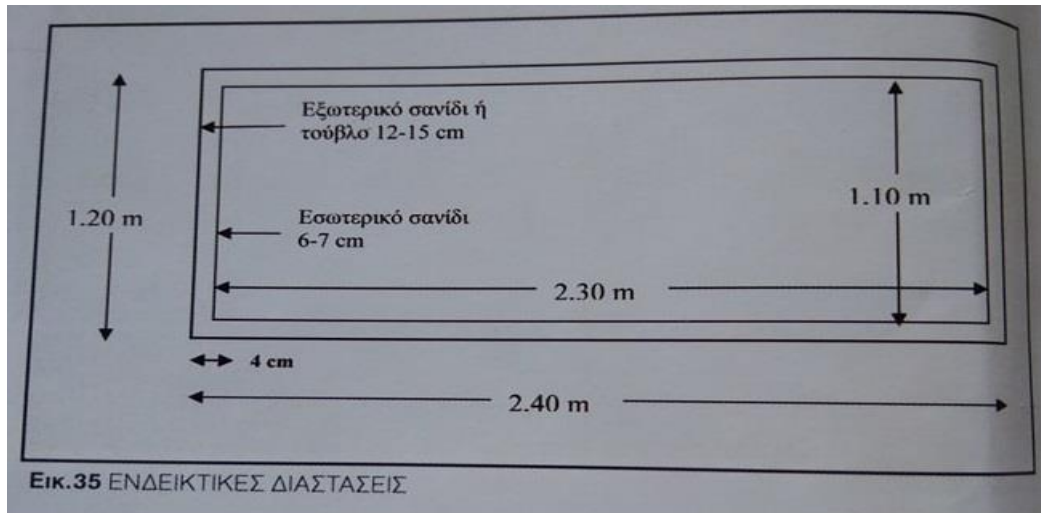 Εξωτερικό σανίδι ή
τούβλο 12-15 cm
1.20 m
1.10 m
Εσωτερικό σανίδι
6-7 cm
2.30 m
4 cm
2.40 m
Εικ.35 ΕΝΔΕΙΚΤΙΚΕΣ ΔΙΑΣΤΑΣΕΙΣ